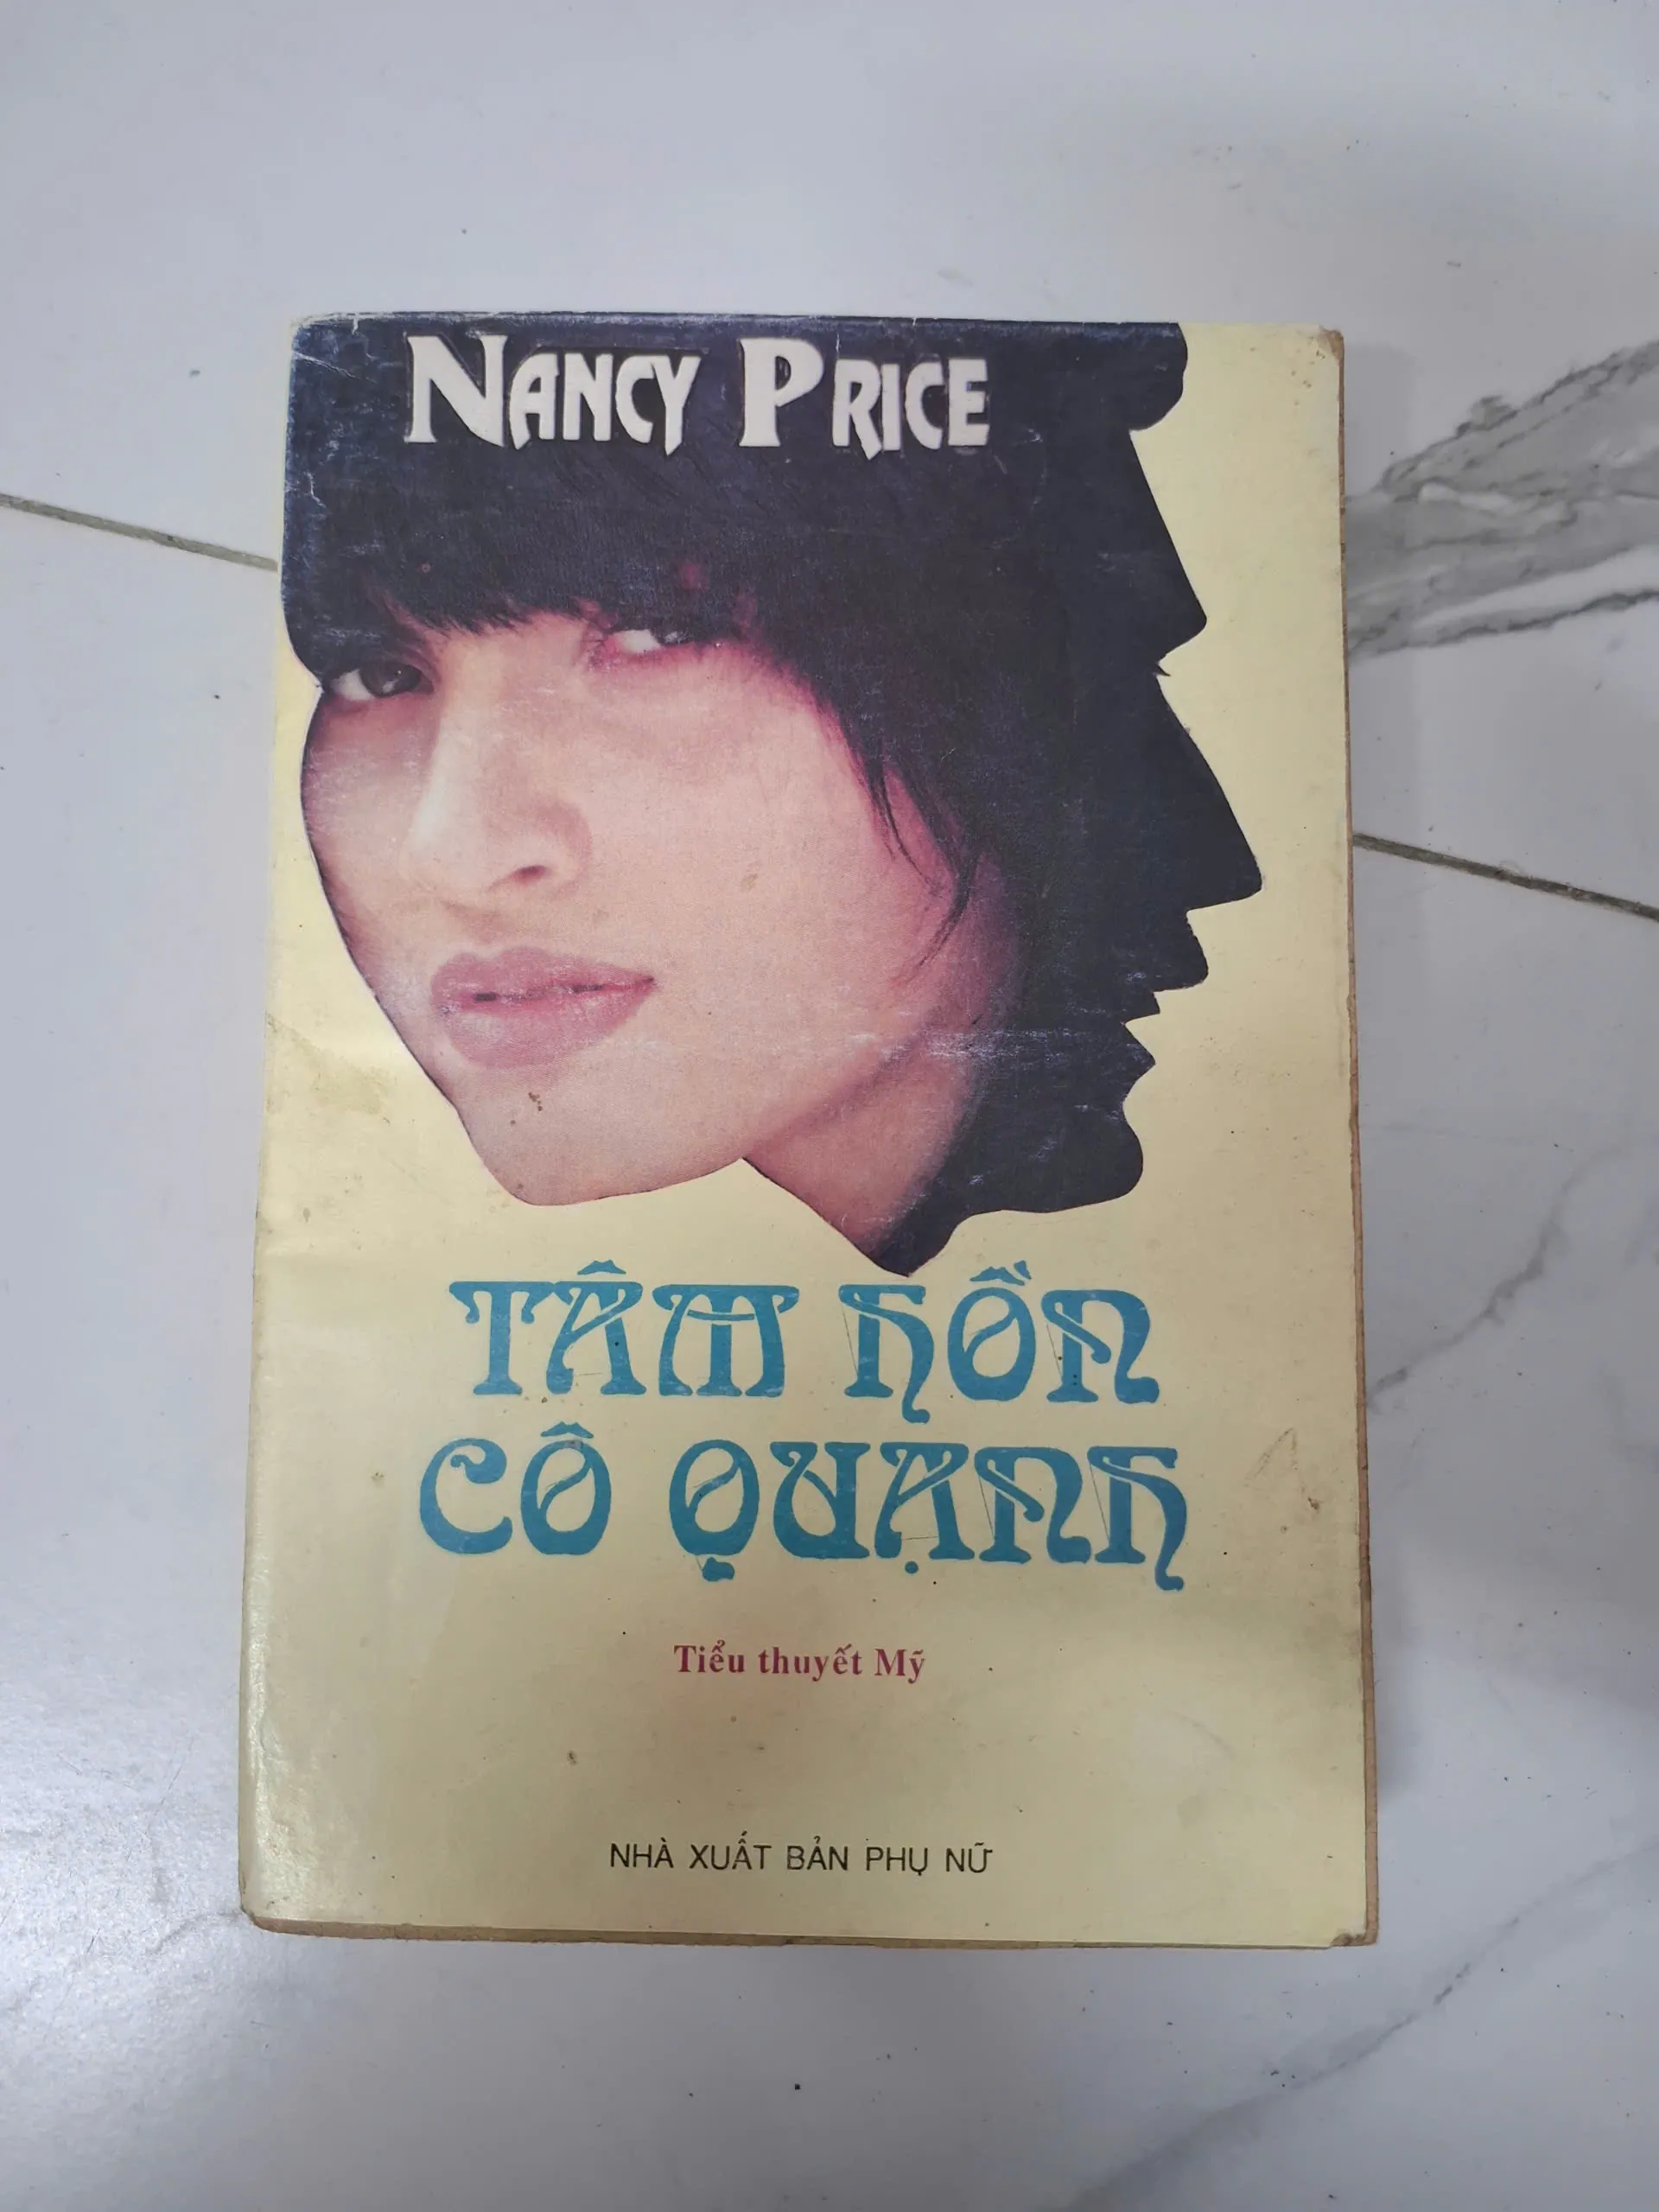 NANCY PRICE
TÂM HỒN
CÔ QUẠNH
Tiểu thuyết Mỹ
NHÀ XUẤT BẢN PHỤ NỮ